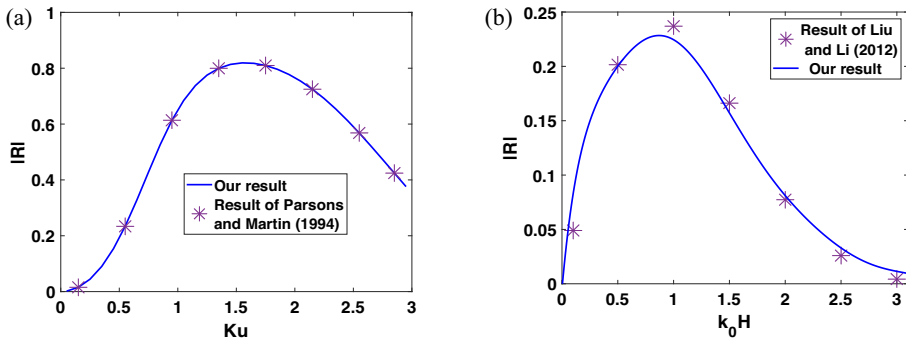 (a)
1
0.8
0.6
0.4
0.2
0
|R|
Our result
Result of Parsons
and Martin (1994)
0 0.5 1 1.5 2 2.5 3
Ku
(b)
0.25
0.2
0.15
0.1
0.05
0
|R|
Result of Liu
and Li (2012)
Our result
0 0.5 1 1.5 2 2.5 3
k₀H